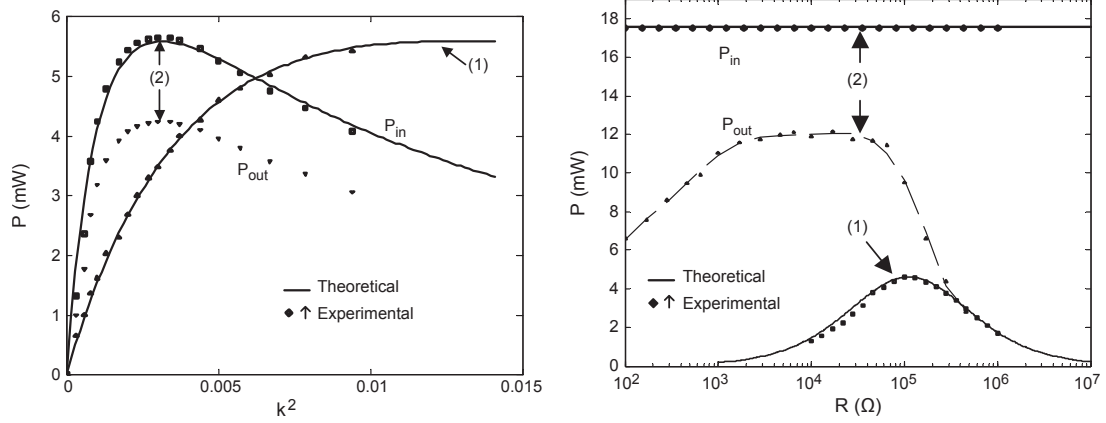 6
5
4
3
2
1
0
P (mW)
0
0.005
0.01
0.015
k²
(2)
(1)
P_in
P_out
Theoretical
Experimental
18
16
14
12
10
8
6
4
2
0
P (mW)
10²
10³
10⁴
10⁵
10⁶
10⁷
R (Ω)
P_in
(2)
P_out
(1)
Theoretical
Experimental